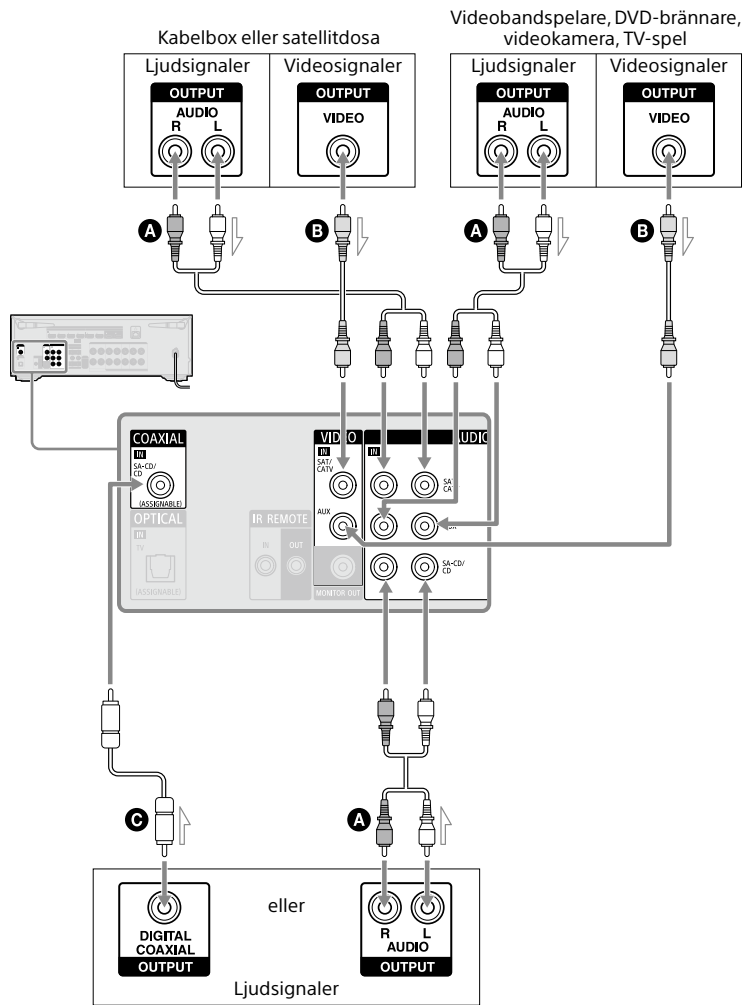 Videobandspelare, DVD-brännare,
videokamera, TV-spel
Kabelbox eller satellitdosa
Ljudsignaler
Videosignaler
Ljudsignaler
Videosignaler
OUTPUT
AUDIO
R L
OUTPUT
VIDEO
OUTPUT
AUDIO
R L
OUTPUT
VIDEO
A
B
A
B
COAXIAL
IN
SA-CD/
CD
(ASSIGNABLE)
OPTICAL
IN
TV
(ASSIGNABLE)
IR REMOTE
IN OUT
VIDEO
IN
SAT/
CATV
AUX
MONITOR OUT
AUDIO
IN
SA-CD/
CD
C
A
DIGITAL
COAXIAL
OUTPUT
eller
R L
AUDIO
OUTPUT
Ljudsignaler